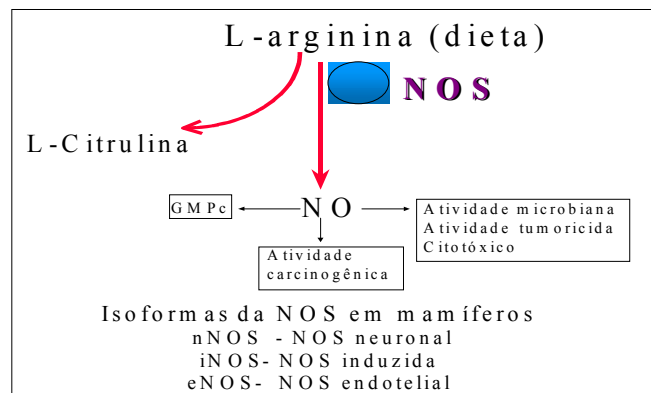 L-arginina (dieta)
NOS
L-Citrulina
GMPc
NO
Atividade microbiana
Atividade tumoricida
Citotóxico
Atividade
carcinogênica
Isoformas da NOS em mamíferos
nNOS - NOS neuronal
iNOS- NOS induzida
eNOS- NOS endotelial